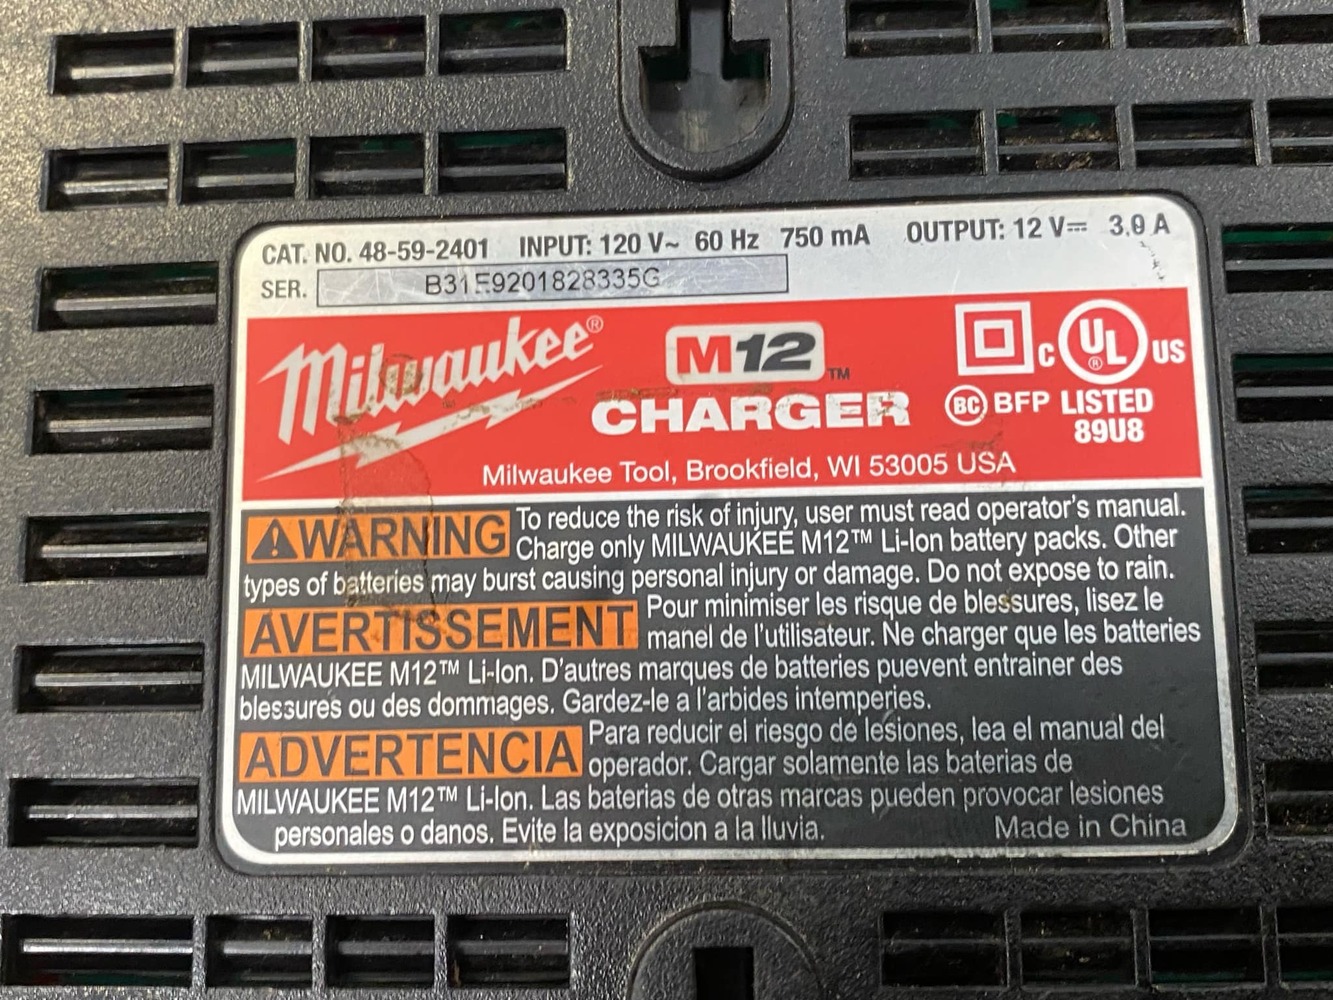 CAT. NO. 48-59-2401 INPUT: 120 V~ 60 Hz 750 mA OUTPUT: 12 V⎓ 3.0 A
SER. B31E9201828335G
Milwaukee®
M12™
CHARGER
C UL® US
BC BFP LISTED
89U8
Milwaukee Tool, Brookfield, WI 53005 USA
⚠WARNING To reduce the risk of injury, user must read operator's manual.
Charge only MILWAUKEE M12™ Li-Ion battery packs. Other
types of batteries may burst causing personal injury or damage. Do not expose to rain.
AVERTISSEMENT Pour minimiser les risque de blessures, lisez le
manel de l'utilisateur. Ne charger que les batteries
MILWAUKEE M12™ Li-Ion. D'autres marques de batteries puevent entrainer des
blessures ou des dommages. Gardez-le a l'arbides intemperies.
ADVERTENCIA Para reducir el riesgo de lesiones, lea el manual del
operador. Cargar solamente las baterias de
MILWAUKEE M12™ Li-Ion. Las baterias de otras marcas pueden provocar lesiones
personales o danos. Evite la exposicion a la lluvia. Made in China